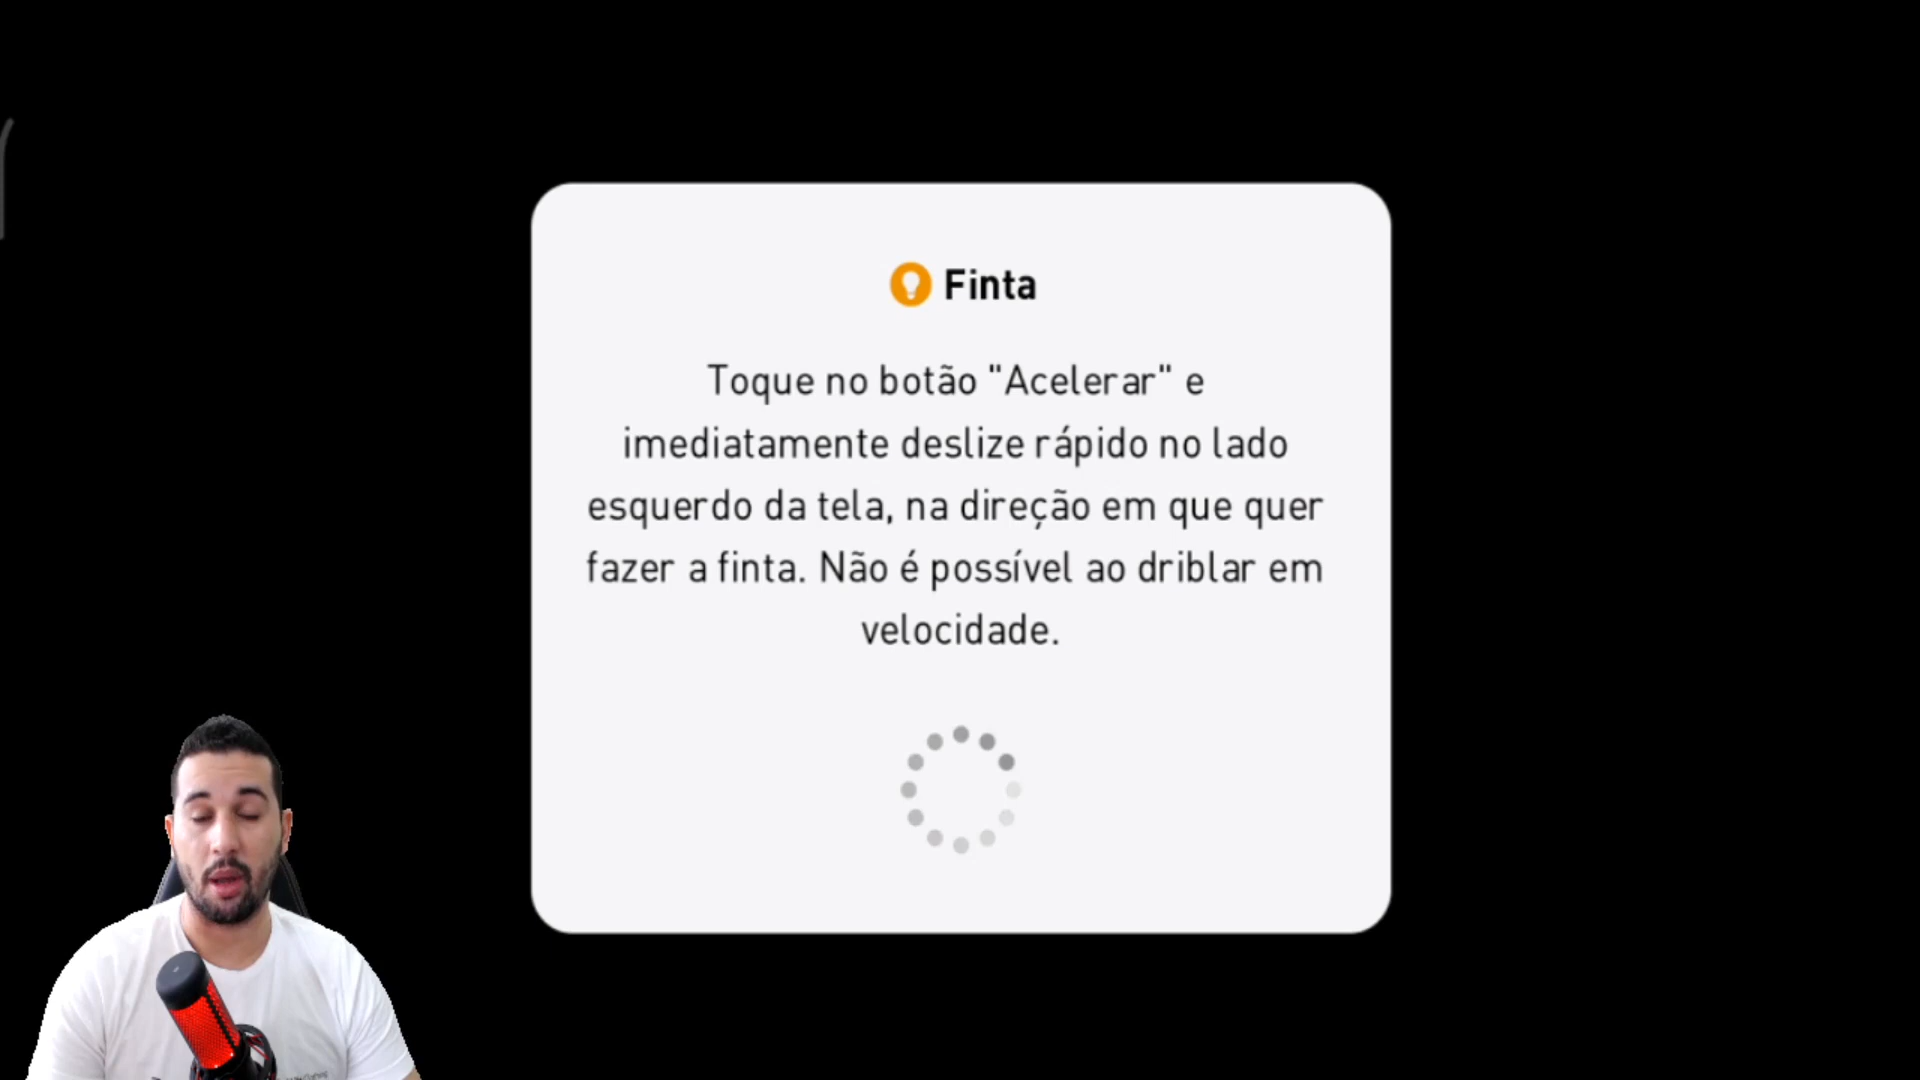 Finta
Toque no botão "Acelerar" e
imediatamente deslize rápido no lado
esquerdo da tela, na direção em que quer
fazer a finta. Não é possível ao driblar em
velocidade.